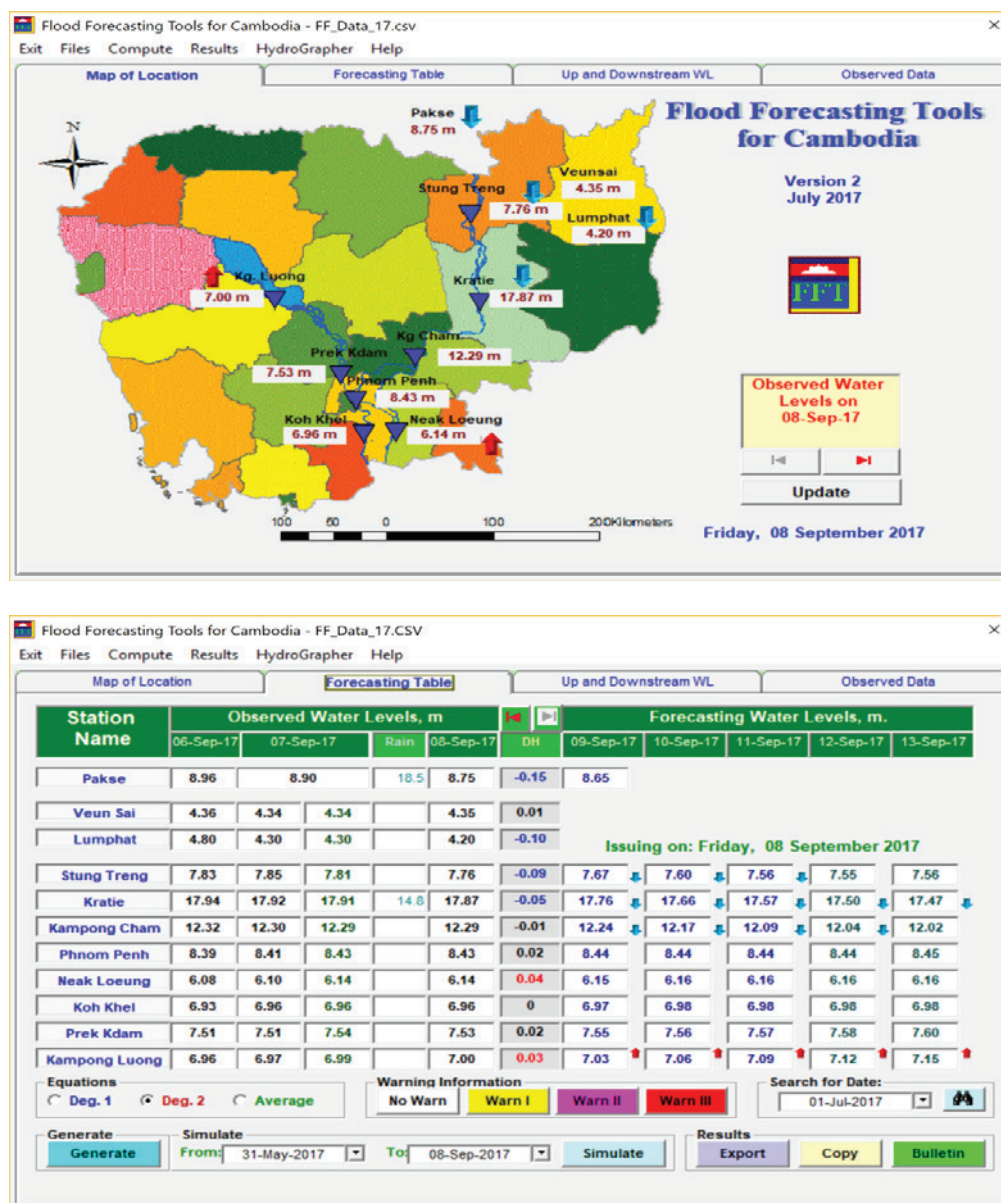 Flood Forecasting Tools for Cambodia - FF_Data_17.csv
Exit Files Compute Results HydroGrapher Help
Map of Location Forecasting Table Up and Downstream WL Observed Data
Flood Forecasting Tools
for Cambodia
Version 2
July 2017
FFT
N
Pakse
8.75 m
Veunsai
4.35 m
Stung Treng
7.76 m
Lumphat
4.20 m
Kg. Luong
7.00 m
Kratie
17.87 m
Kg Cham
12.29 m
Prek Kdam
7.53 m
Phnom Penh
8.43 m
Koh Khel
6.96 m
Neak Loeung
6.14 m
100 60 0 100 200Kilometers
Observed Water
Levels on
08-Sep-17
Update
Friday, 08 September 2017
Flood Forecasting Tools for Cambodia - FF_Data_17.CSV
Exit Files Compute Results HydroGrapher Help
Map of Location Forecasting Table Up and Downstream WL Observed Data
Station Name Observed Water Levels, m Forecasting Water Levels, m.
06-Sep-17 07-Sep-17 Rain 08-Sep-17 DH 09-Sep-17 10-Sep-17 11-Sep-17 12-Sep-17 13-Sep-17
Pakse 8.96 8.90 18.5 8.75 -0.15 8.65
Veun Sai 4.36 4.34 4.34 4.35 0.01
Lumphat 4.80 4.30 4.30 4.20 -0.10
Issuing on: Friday, 08 September 2017
Stung Treng 7.83 7.85 7.81 7.76 -0.09 7.67 7.60 7.56 7.55 7.56
Kratie 17.94 17.92 17.91 14.8 17.87 -0.05 17.76 17.66 17.57 17.50 17.47
Kampong Cham 12.32 12.30 12.29 12.29 -0.01 12.24 12.17 12.09 12.04 12.02
Phnom Penh 8.39 8.41 8.43 8.43 0.02 8.44 8.44 8.44 8.44 8.45
Neak Loeung 6.08 6.10 6.14 6.14 0.04 6.15 6.16 6.16 6.16 6.16
Koh Khel 6.93 6.96 6.96 6.96 0 6.97 6.98 6.98 6.98 6.98
Prek Kdam 7.51 7.51 7.54 7.53 0.02 7.55 7.56 7.57 7.58 7.60
Kampong Luong 6.96 6.97 6.99 7.00 0.03 7.03 7.06 7.09 7.12 7.15
Equations Warning Information Search for Date:
Deg. 1 Deg. 2 Average No Warn Warn I Warn II Warn III 01-Jul-2017
Generate Simulate Results
Generate From: 31-May-2017 To: 08-Sep-2017 Simulate Export Copy Bulletin